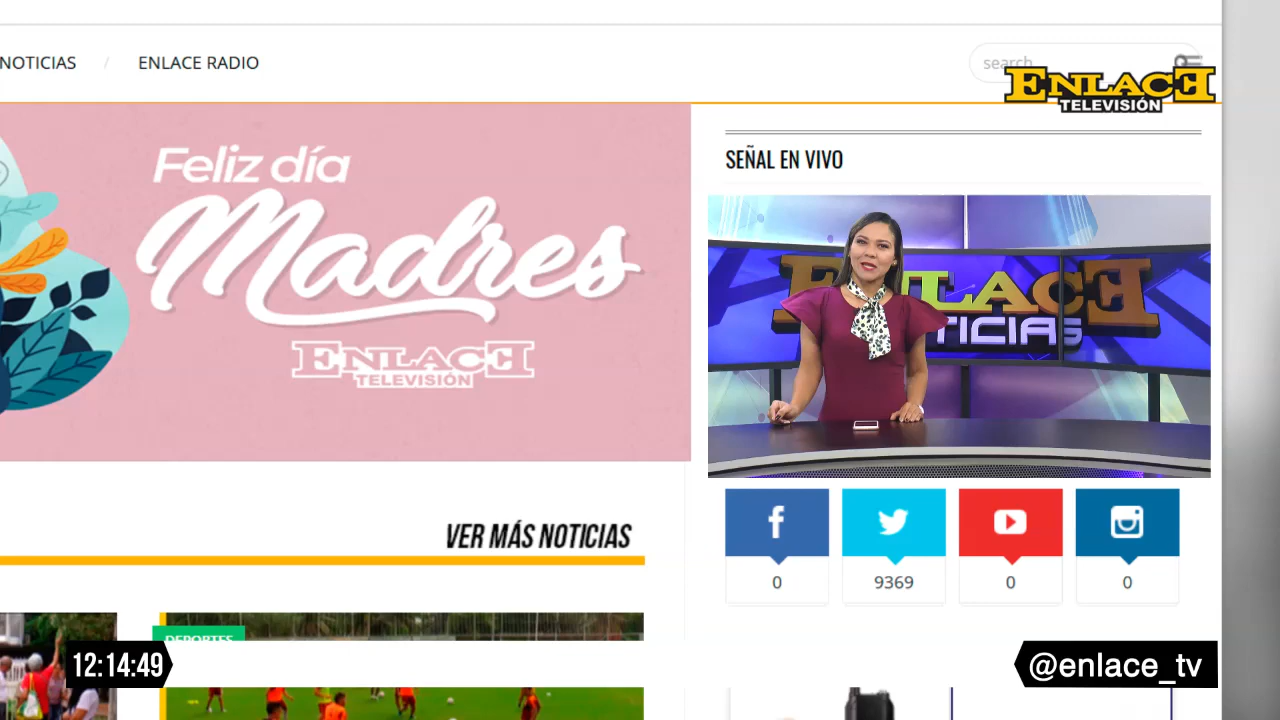 NOTICIAS / ENLACE RADIO
search
ENLACE
TELEVISIÓN
Feliz día
Madres
ENLACE
TELEVISIÓN
SEÑAL EN VIVO
ENLACE
NOTICIAS
VER MÁS NOTICIAS
0
9369
0
0
DEPORTES
12:14:49
@enlace_tv